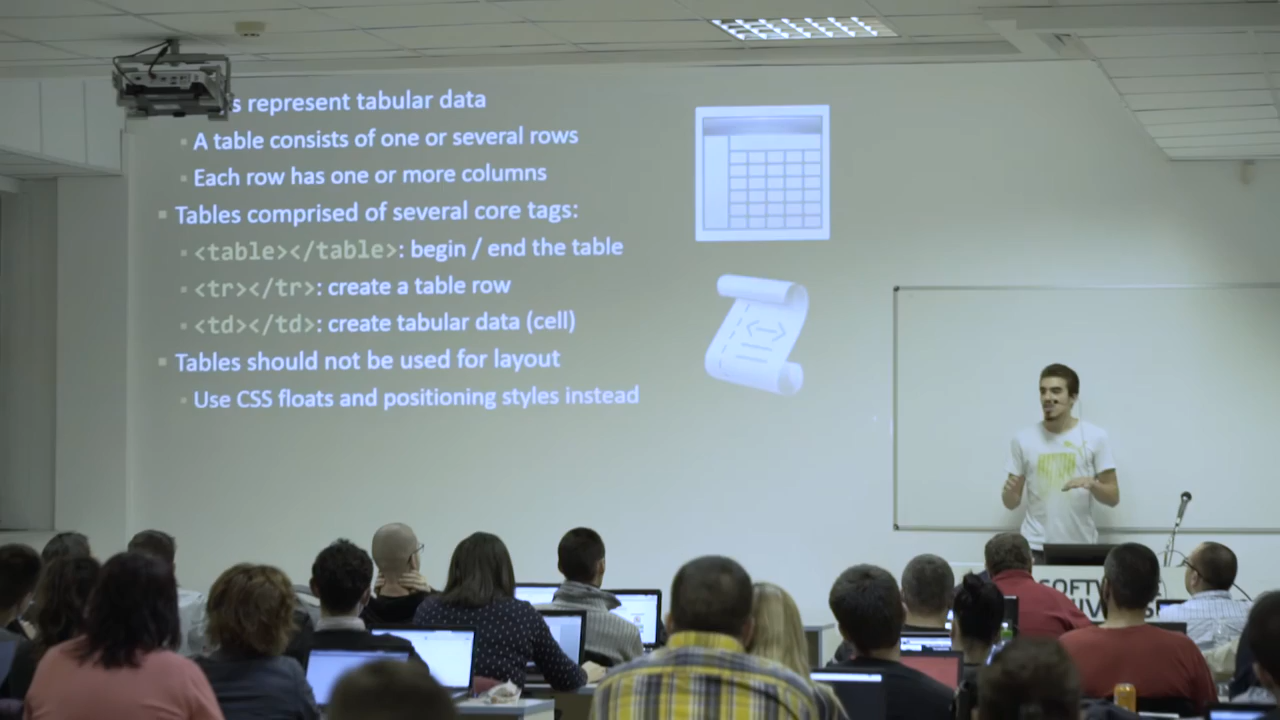 s represent tabular data
A table consists of one or several rows
Each row has one or more columns
Tables comprised of several core tags:
<table></table>: begin / end the table
<tr></tr>: create a table row
<td></td>: create tabular data (cell)
Tables should not be used for layout
Use CSS floats and positioning styles instead